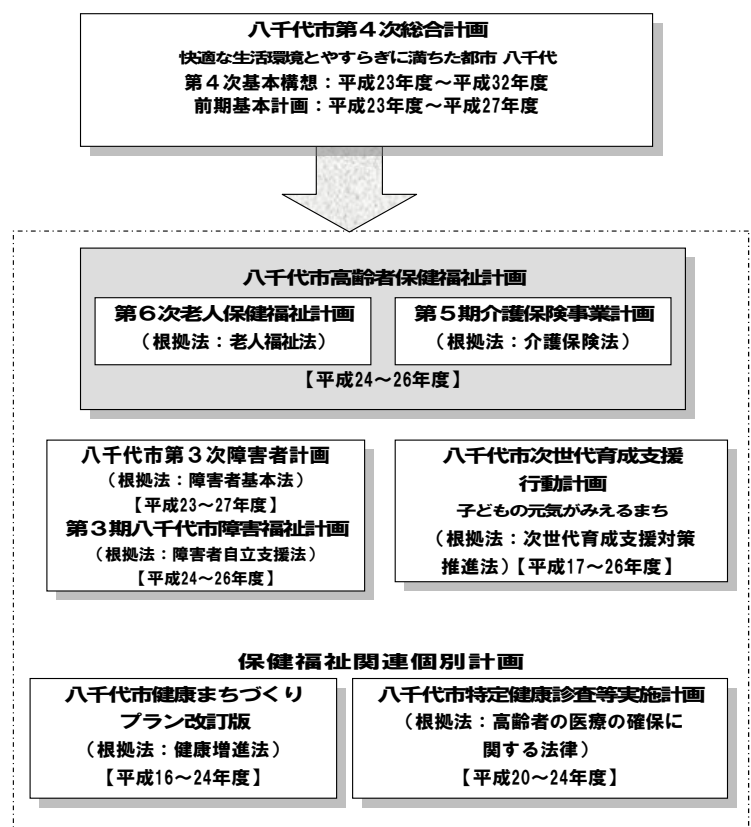 八千代市第４次総合計画
快適な生活環境とやすらぎに満ちた都市 八千代
第４次基本構想：平成23年度～平成32年度
前期基本計画：平成23年度～平成27年度
八千代市高齢者保健福祉計画
第６次老人保健福祉計画
（根拠法：老人福祉法）
第５期介護保険事業計画
（根拠法：介護保険法）
【平成24～26年度】
八千代市第３次障害者計画
（根拠法：障害者基本法）
【平成23～27年度】
第３期八千代市障害福祉計画
（根拠法：障害者自立支援法）
【平成24～26年度】
八千代市次世代育成支援
行動計画
子どもの元気がみえるまち
（根拠法：次世代育成支援対策
推進法）【平成17～26年度】
保健福祉関連個別計画
八千代市健康まちづくり
プラン改訂版
（根拠法：健康増進法）
【平成16～24年度】
八千代市特定健康診査等実施計画
（根拠法：高齢者の医療の確保に
関する法律）
【平成20～24年度】